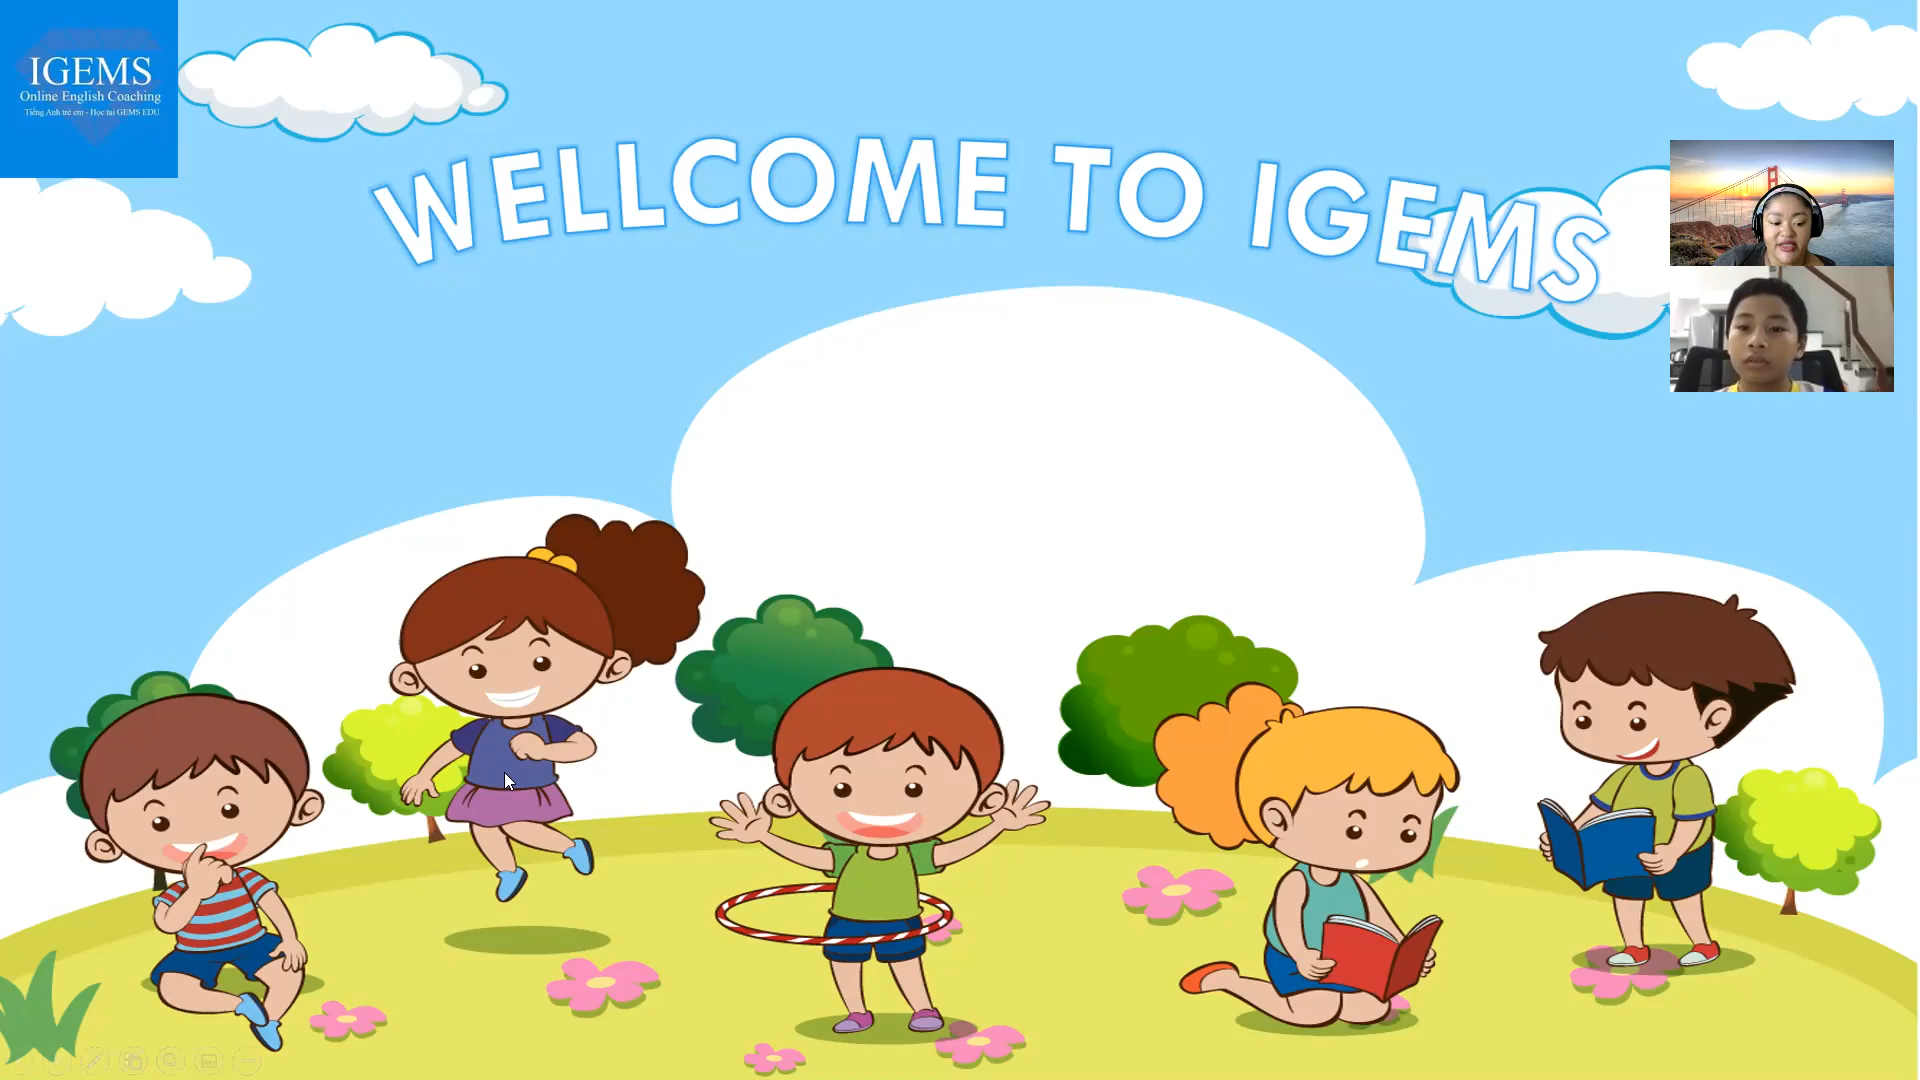 IGEMS
Online English Coaching
Tiếng Anh trẻ em - Học tại GEMS EDU
WELLCOME TO IGEMS